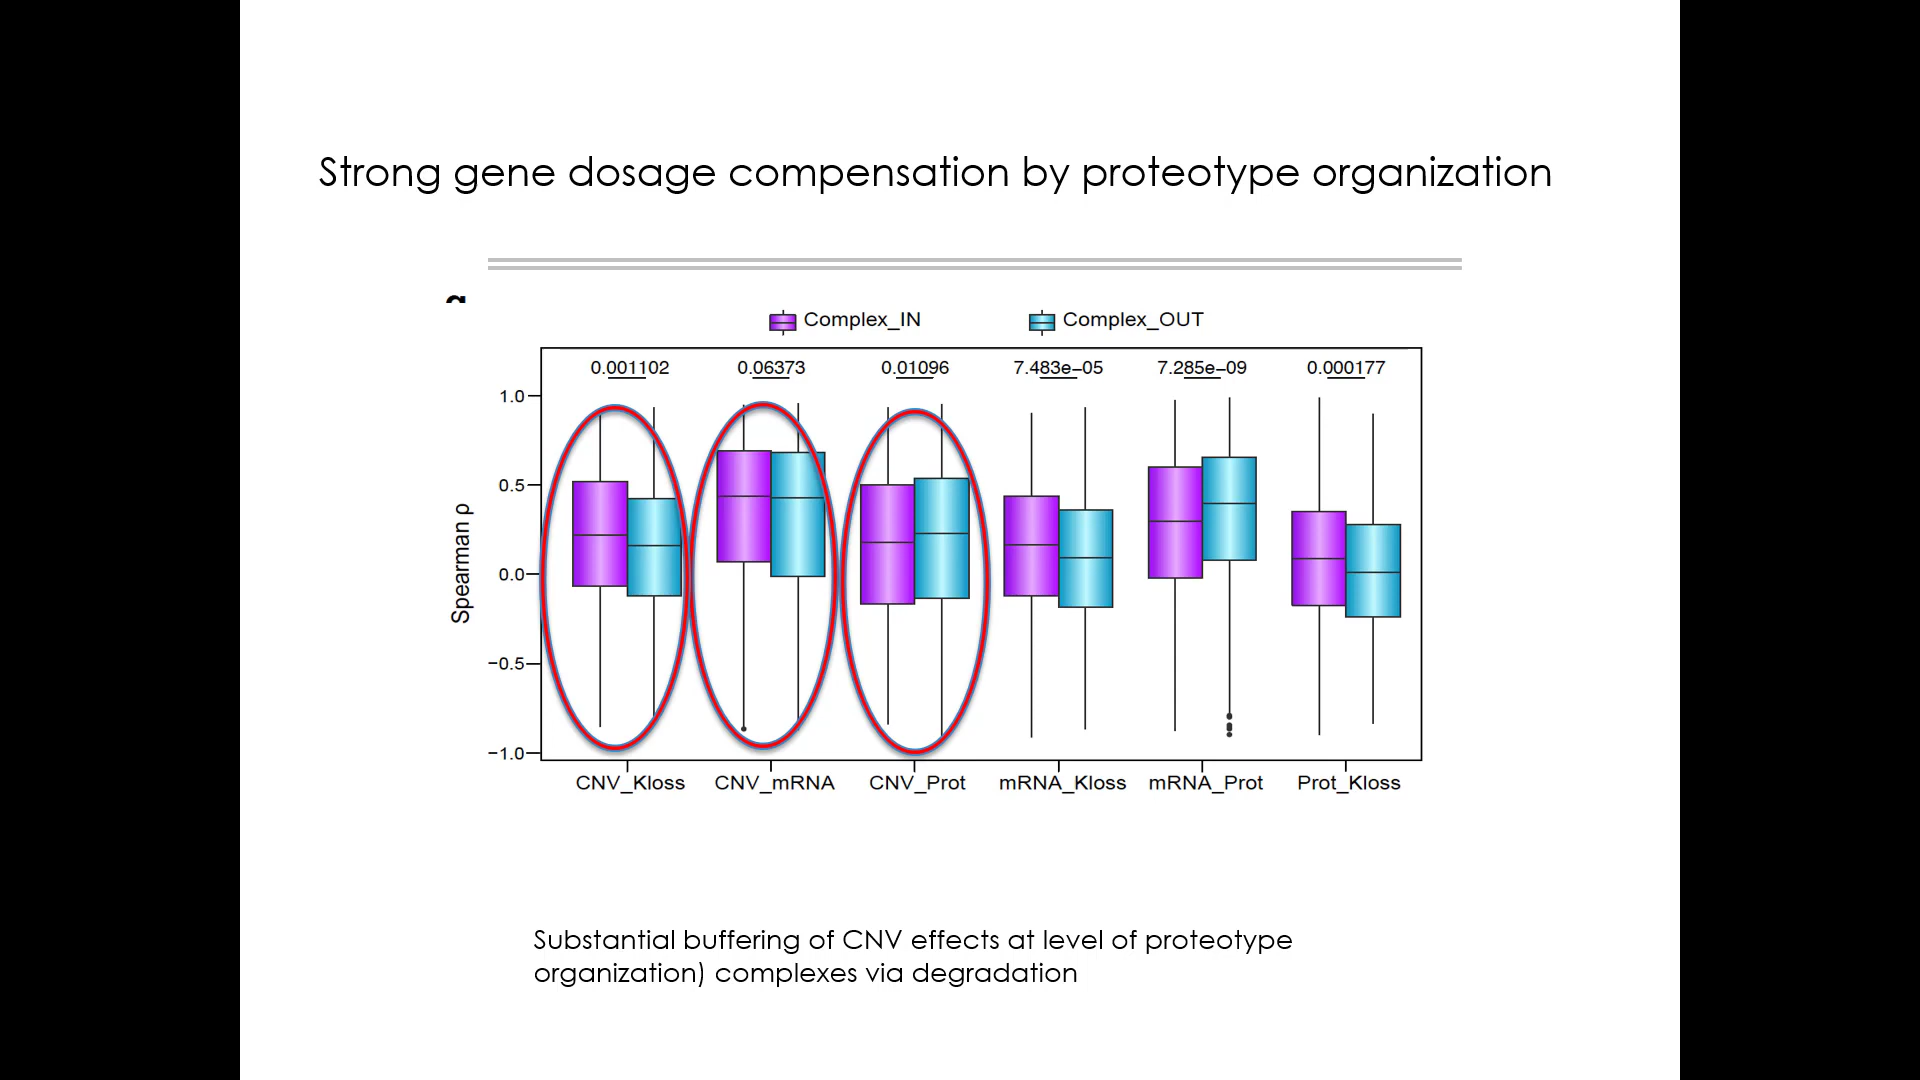 Strong gene dosage compensation by proteotype organization
Complex_IN
Complex_OUT
0.001102
0.06373
0.01096
7.483e−05
7.285e−09
0.000177
1.0
0.5
0.0
−0.5
−1.0
Spearman ρ
CNV_Kloss
CNV_mRNA
CNV_Prot
mRNA_Kloss
mRNA_Prot
Prot_Kloss
Substantial buffering of CNV effects at level of proteotype
organization) complexes via degradation